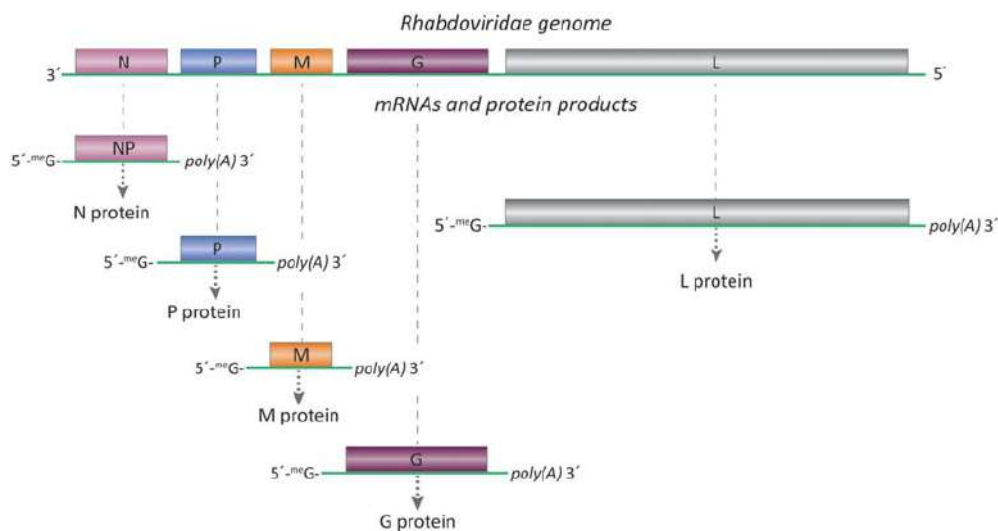 Rhabdoviridae genome
3´ N P M G L 5´
mRNAs and protein products
NP
5´-meG- poly(A) 3´
N protein
L
5´-meG- poly(A) 3´
L protein
P
5´-meG- poly(A) 3´
P protein
M
5´-meG- poly(A) 3´
M protein
G
5´-meG- poly(A) 3´
G protein